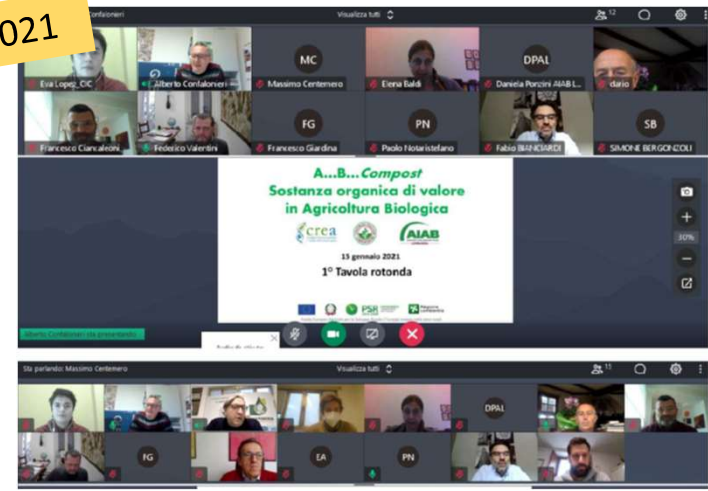 021
Confalonieri
Visualizza tutti
12
Eva Lopez_CIC
Alberto Confalonieri
MC
Massimo Centemero
Elena Baldi
DPAL
Daniela Ponzini AIAB L...
dario
Francesco Ciancaleoni
Federico Valentini
FG
Francesco Giardina
PN
Paolo Notaristefano
Fabio BIANCIARDI
SB
SIMONE BERGONZOLI
A...B...Compost
Sostanza organica di valore
in Agricoltura Biologica
crea
AIAB
15 gennaio 2021
1° Tavola rotonda
PSR
Regione
Lombardia
30%
Alberto Confalonieri sta presentando
Sta parlando: Massimo Centemero
Visualizza tutti
11
DPAL
FG
EA
PN